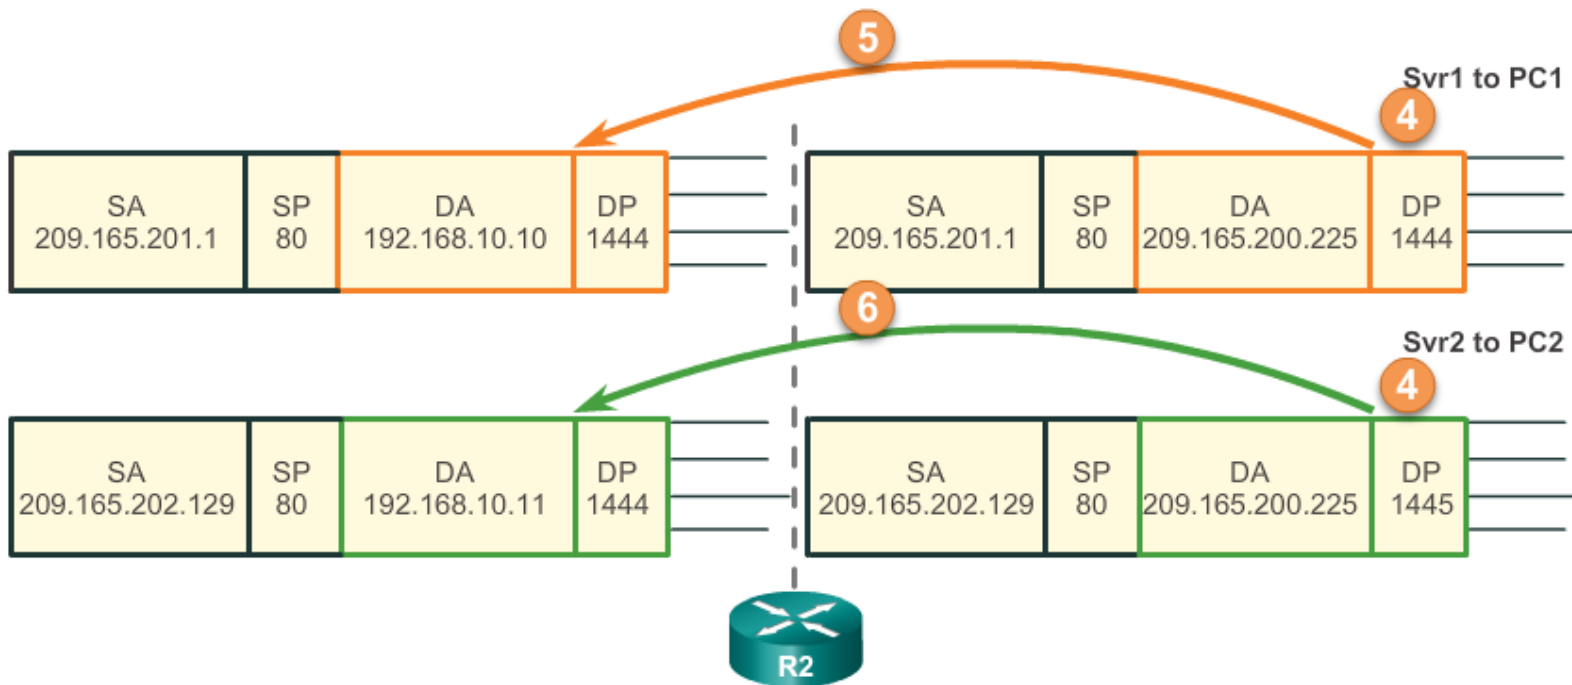 5
Svr1 to PC1
4
SA
209.165.201.1
SP
80
DA
192.168.10.10
DP
1444
SA
209.165.201.1
SP
80
DA
209.165.200.225
DP
1444
6
Svr2 to PC2
4
SA
209.165.202.129
SP
80
DA
192.168.10.11
DP
1444
SA
209.165.202.129
SP
80
DA
209.165.200.225
DP
1445
R2